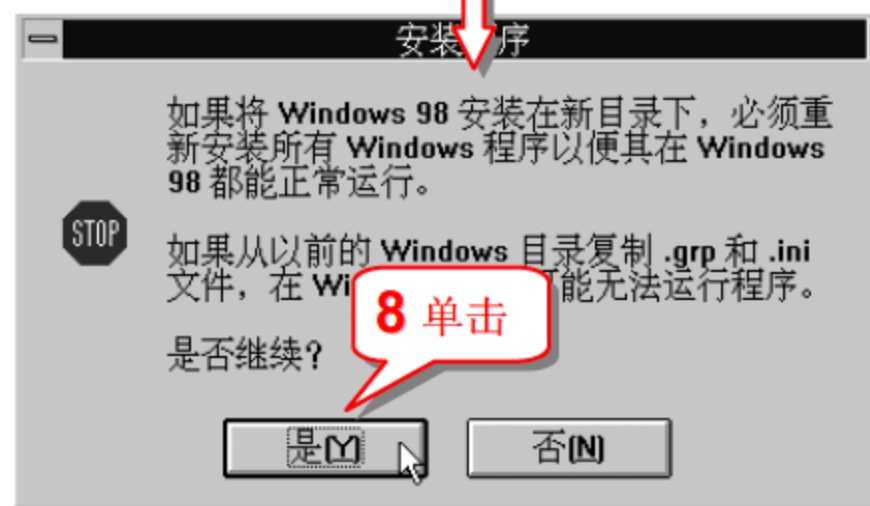 安装 序
如果将 Windows 98 安装在新目录下，必须重
新安装所有 Windows 程序以便其在 Windows
98 都能正常运行。
STOP
如果从以前的 Windows 目录复制 .grp 和 .ini
文件，在 Wi 能无法运行程序。
8 单击
是否继续？
是(Y)
否(N)